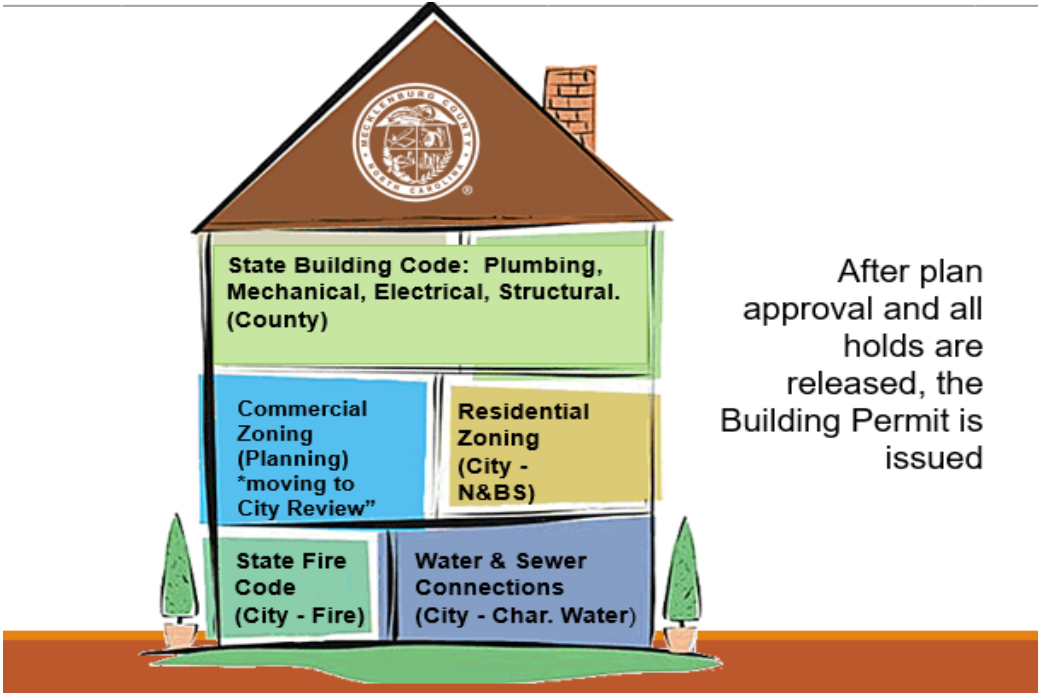 MECKLENBURG COUNTY
NORTH CAROLINA
®
State Building Code:  Plumbing,
Mechanical, Electrical, Structural.
(County)
Commercial
Zoning
(Planning)
*moving to
City Review”
Residential
Zoning
(City -
N&BS)
State Fire
Code
(City - Fire)
Water & Sewer
Connections
(City - Char. Water)
After plan
approval and all
holds are
released, the
Building Permit is
issued